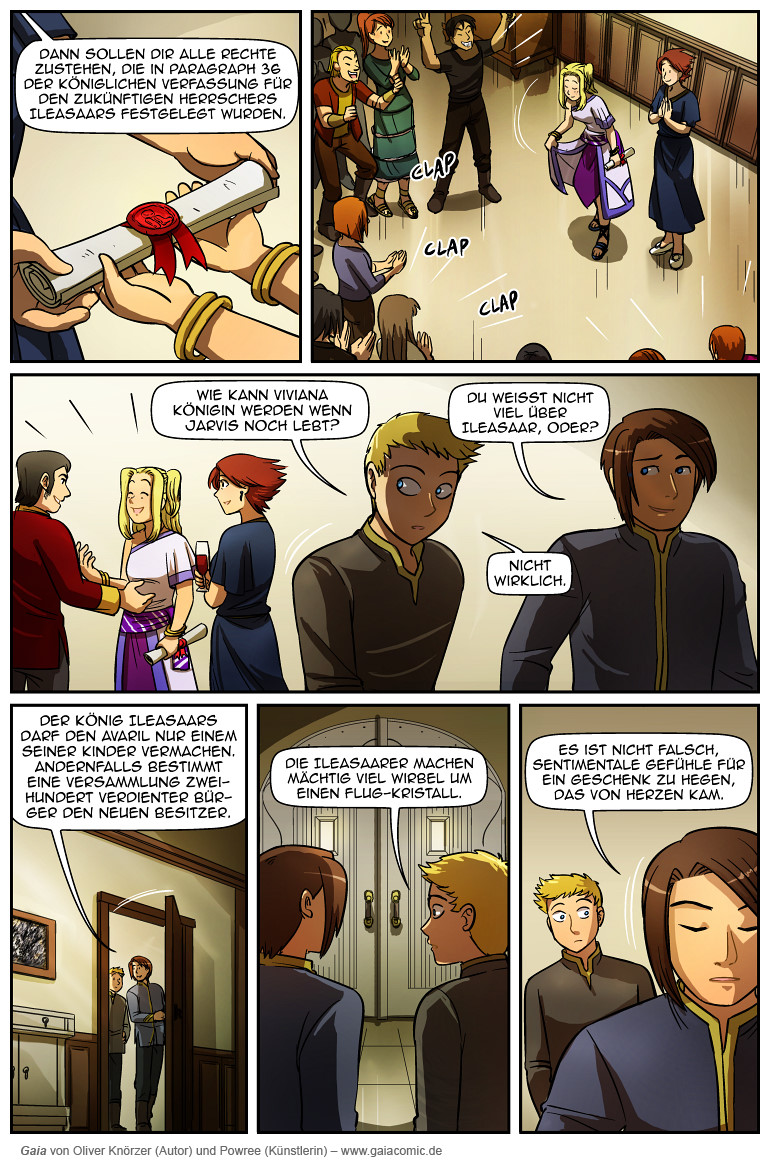 DANN SOLLEN DIR ALLE RECHTE
ZUSTEHEN, DIE IN PARAGRAPH 36
DER KÖNIGLICHEN VERFASSUNG FÜR
DEN ZUKÜNFTIGEN HERRSCHERS
ILEASAARS FESTGELEGT WURDEN.
CLAP
CLAP
CLAP
WIE KANN VIVIANA
KÖNIGIN WERDEN WENN
JARVIS NOCH LEBT?
DU WEISST NICHT
VIEL ÜBER
ILEASAAR, ODER?
NICHT
WIRKLICH.
DER KÖNIG ILEASAARS
DARF DEN AVARIL NUR EINEM
SEINER KINDER VERMACHEN.
ANDERNFALLS BESTIMMT
EINE VERSAMMLUNG ZWEI-
HUNDERT VERDIENTER BÜR-
GER DEN NEUEN BESITZER.
DIE ILEASAARER MACHEN
MÄCHTIG VIEL WIRBEL UM
EINEN FLUG-KRISTALL.
ES IST NICHT FALSCH,
SENTIMENTALE GEFÜHLE FÜR
EIN GESCHENK ZU HEGEN,
DAS VON HERZEN KAM.
Gaia von Oliver Knörzer (Autor) und Powree (Künstlerin) – www.gaiacomic.de